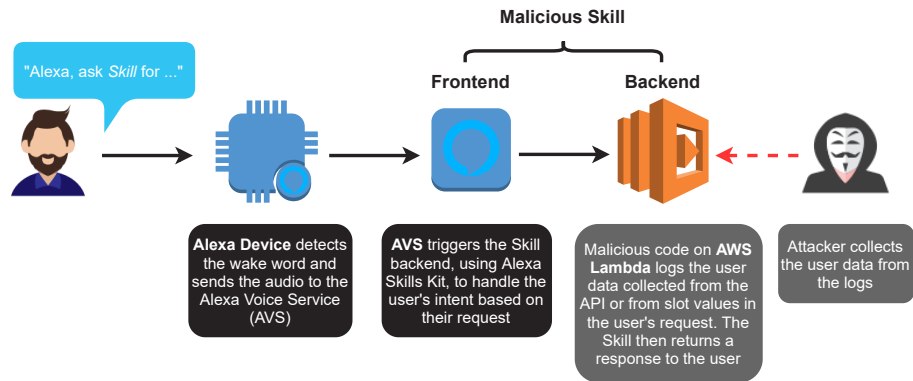 Malicious Skill
"Alexa, ask Skill for ..."
Frontend
Backend
Alexa Device detects
the wake word and
sends the audio to the
Alexa Voice Service
(AVS)
AVS triggers the Skill
backend, using Alexa
Skills Kit, to handle
the user's intent based
on their request
Malicious code on AWS
Lambda logs the user
data collected from the
API or from slot values in
the user's request. The
Skill then returns a
response to the user
Attacker collects
the user data from
the logs